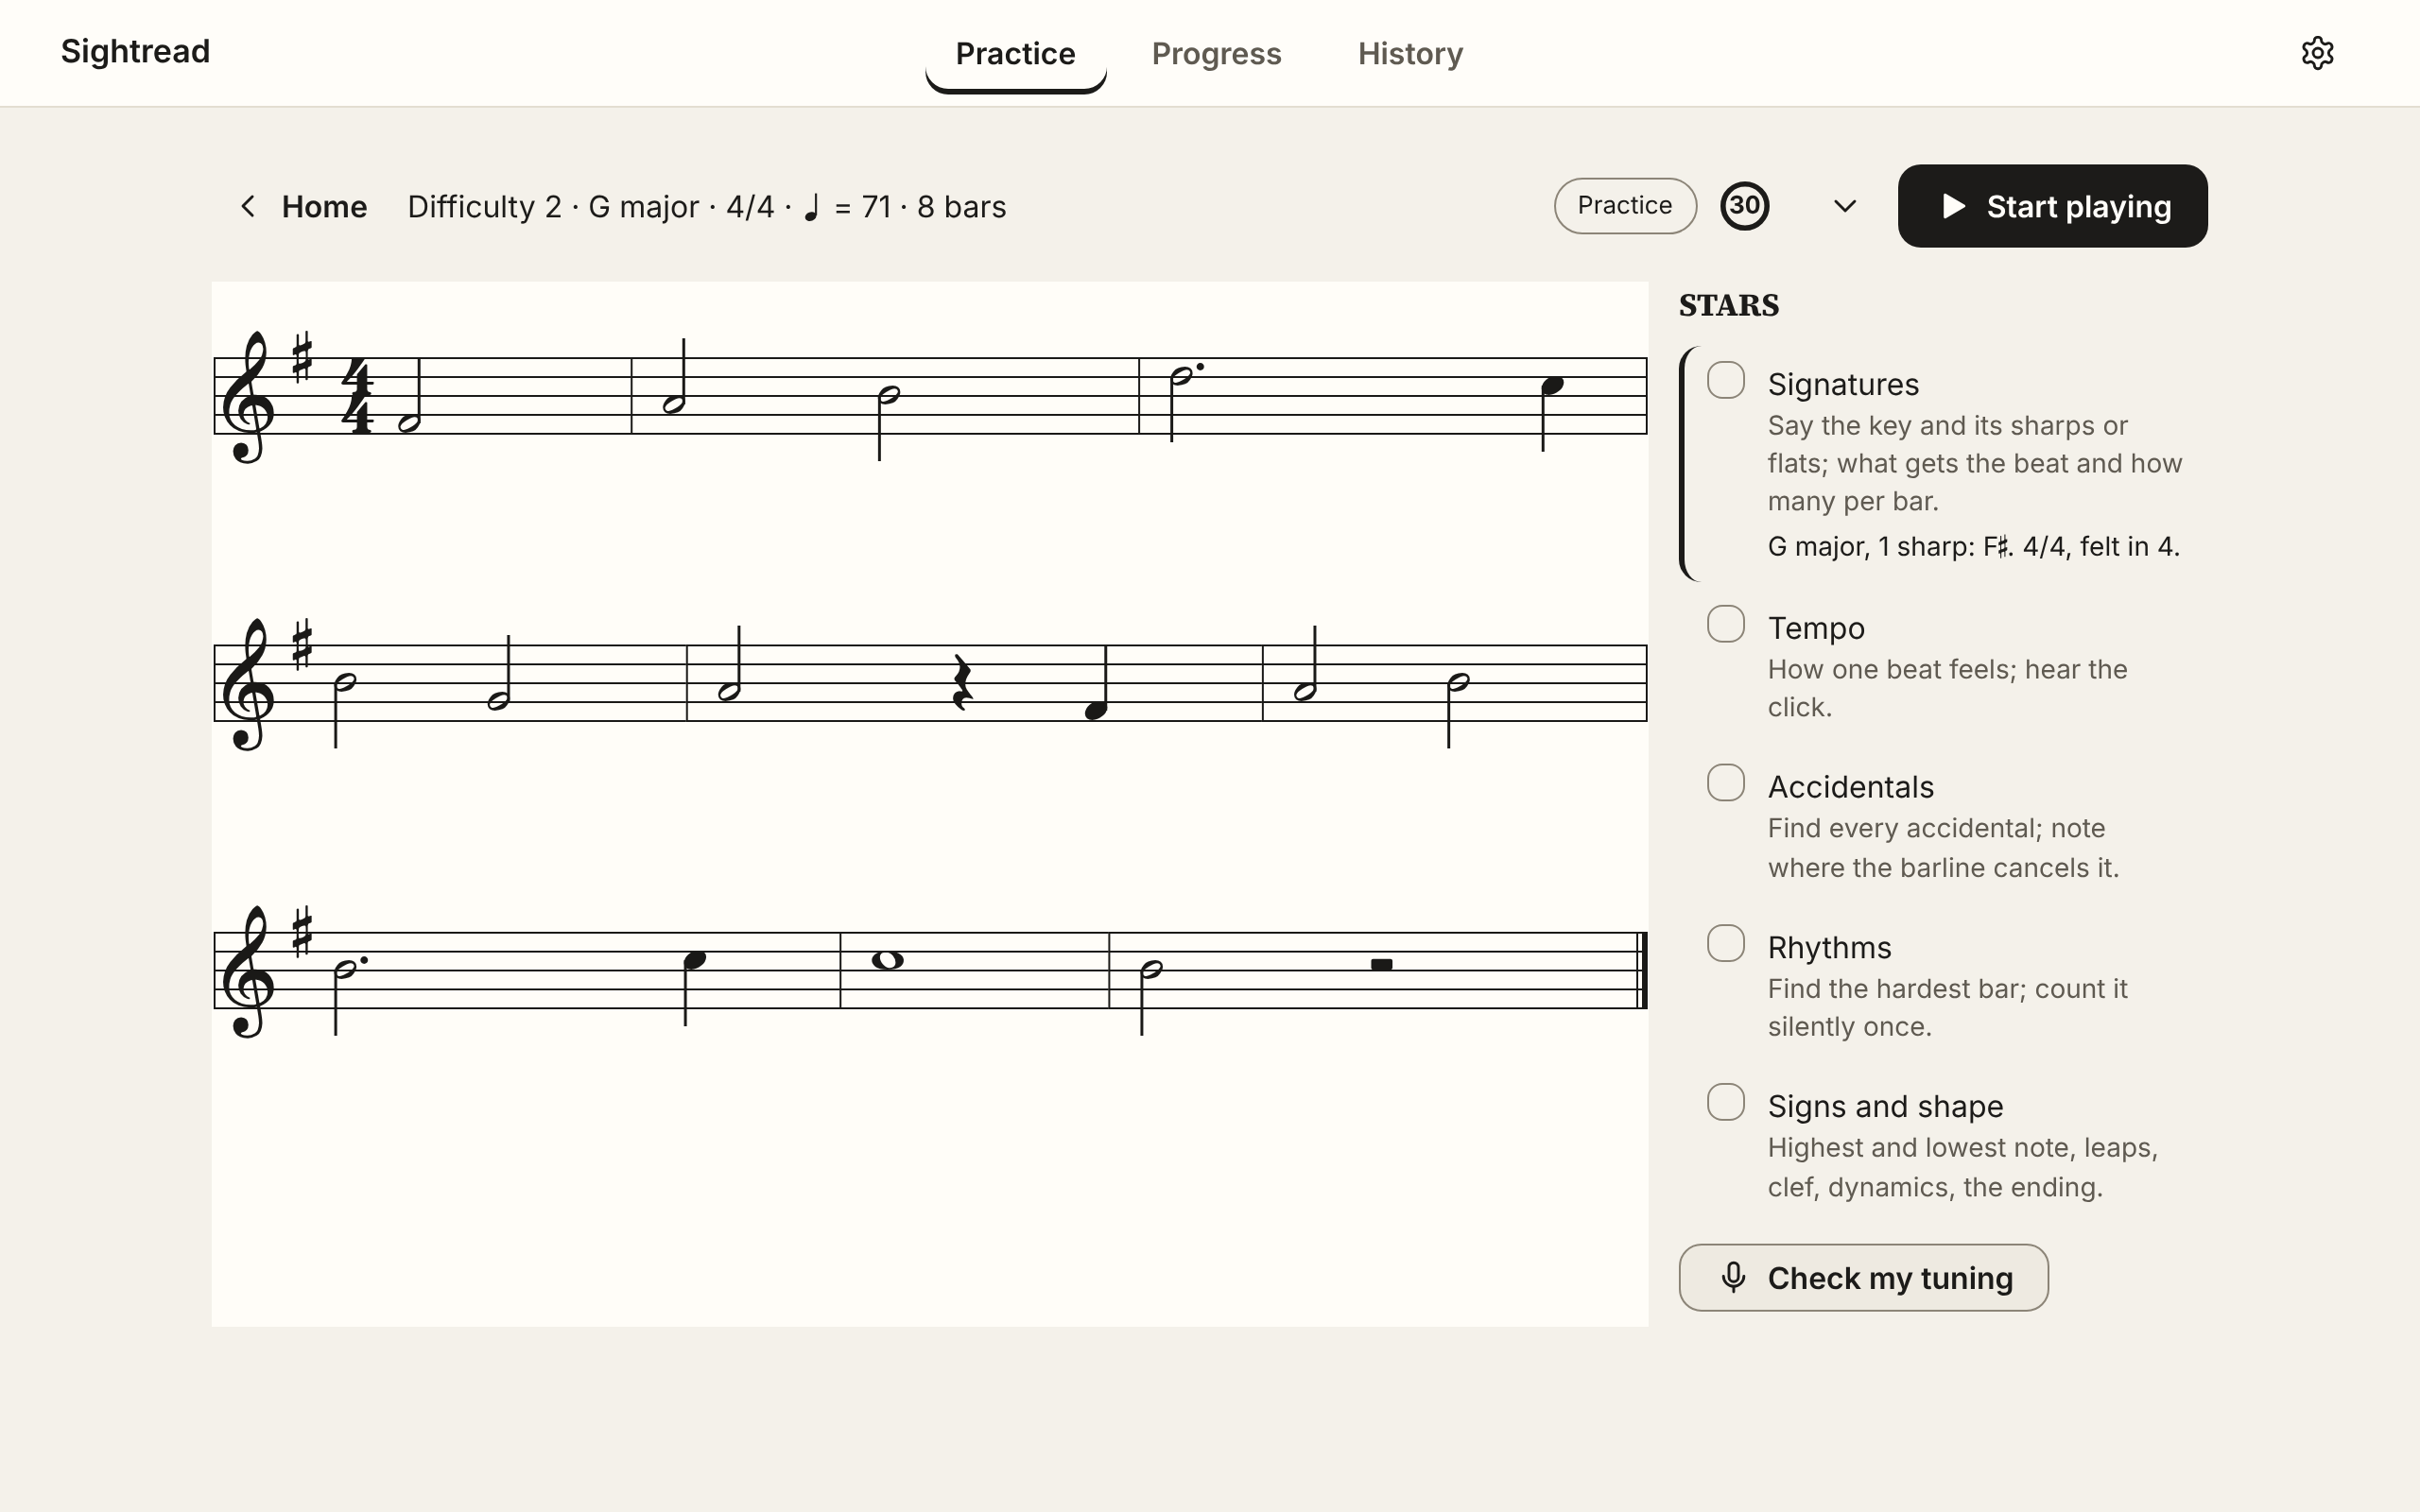 Sightread
Practice
Progress
History
Home
Difficulty 2 · G major · 4/4 · ♩ = 71 · 8 bars
Practice
30
Start playing
STARS
Signatures
Say the key and its sharps or
flats; what gets the beat and how
many per bar.
G major, 1 sharp: F♯. 4/4, felt in 4.
Tempo
How one beat feels; hear the
click.
Accidentals
Find every accidental; note
where the barline cancels it.
Rhythms
Find the hardest bar; count it
silently once.
Signs and shape
Highest and lowest note, leaps,
clef, dynamics, the ending.
Check my tuning
4
4